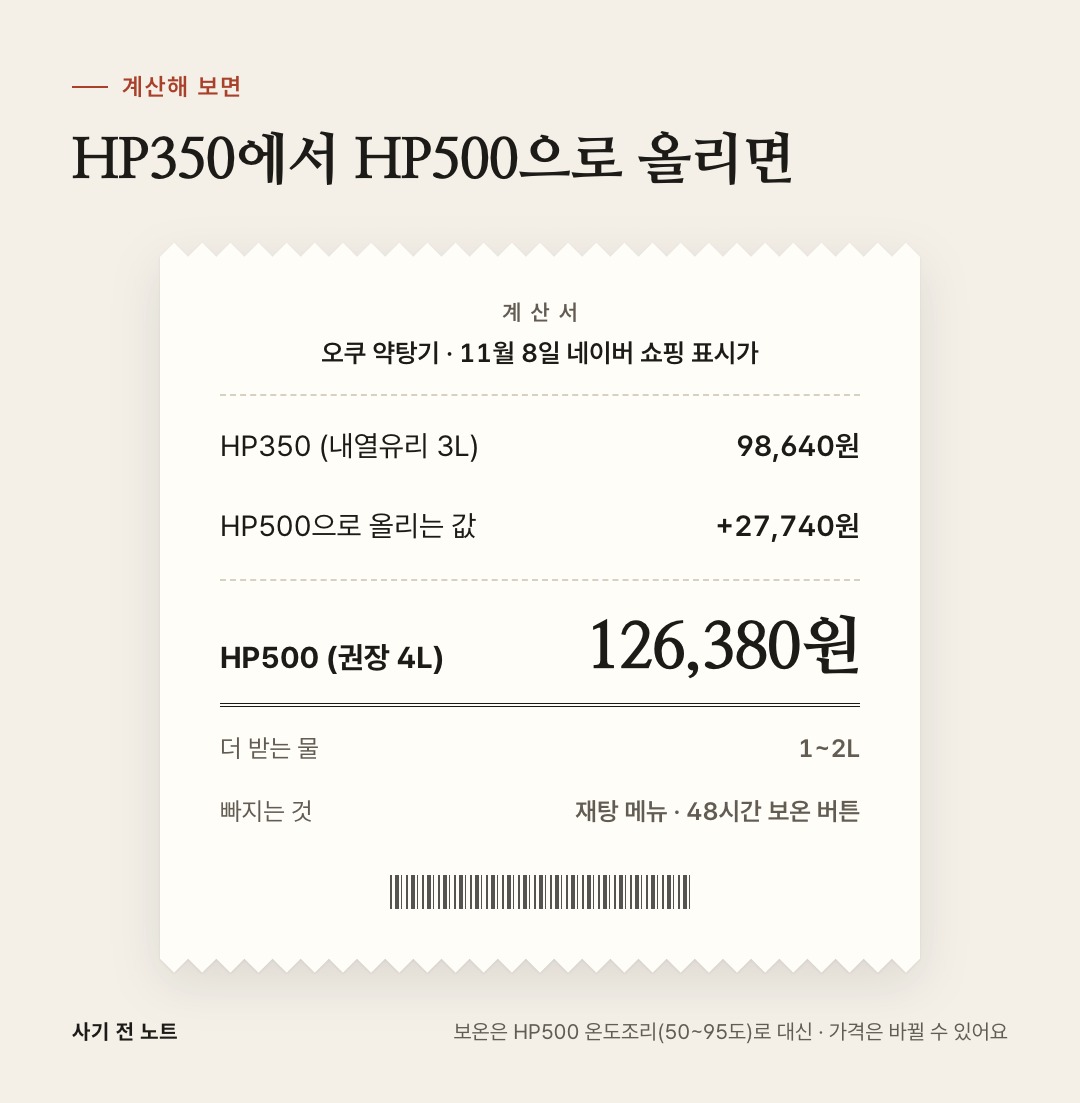 계산해 보면
HP350에서 HP500으로 올리면
계산서
오쿠 약탕기 · 11월 8일 네이버 쇼핑 표시가
HP350 (내열유리 3L) 98,640원
HP500으로 올리는 값 +27,740원
HP500 (권장 4L) 126,380원
더 받는 물 1~2L
빠지는 것 재탕 메뉴 · 48시간 보온 버튼
사기 전 노트 보온은 HP500 온도조리(50~95도)로 대신 · 가격은 바뀔 수 있어요